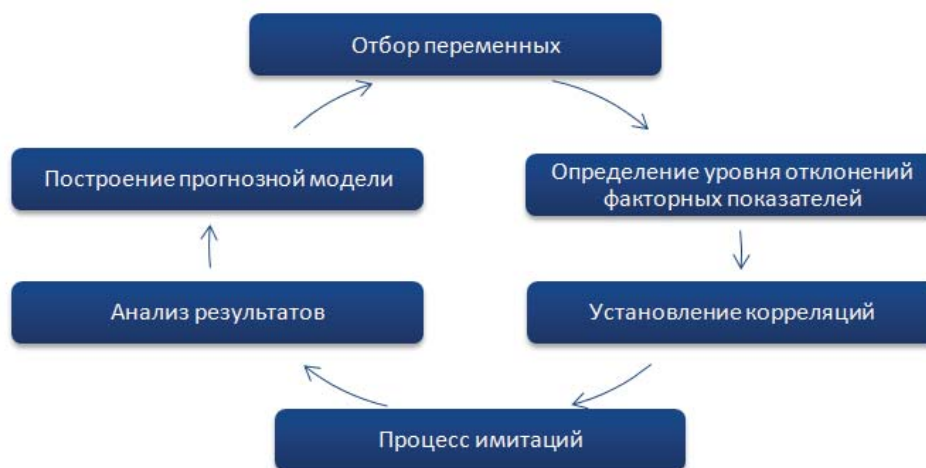 Отбор переменных
Построение прогнозной модели
Определение уровня отклонений
факторных показателей
Анализ результатов
Установление корреляций
Процесс имитаций